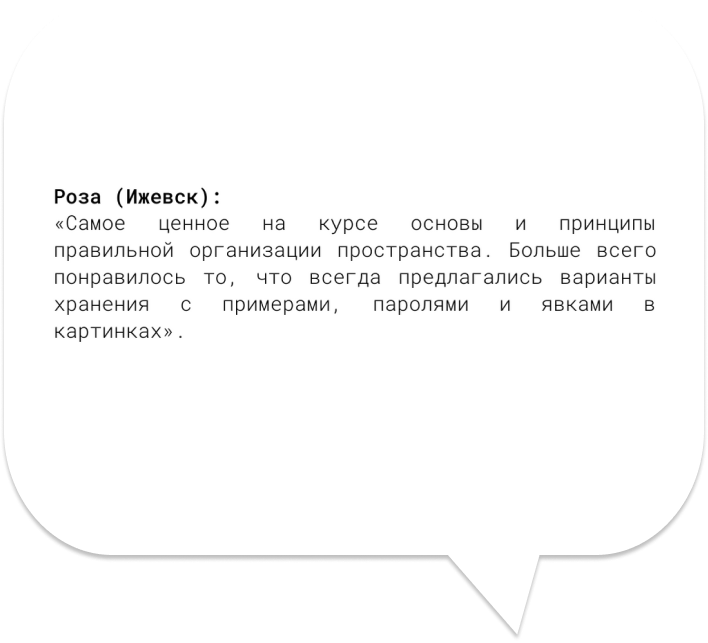 Роза (Ижевск):
«Самое ценное на курсе основы и принципы
правильной организации пространства. Больше всего
понравилось то, что всегда предлагались варианты
хранения с примерами, паролями и явками в
картинках».